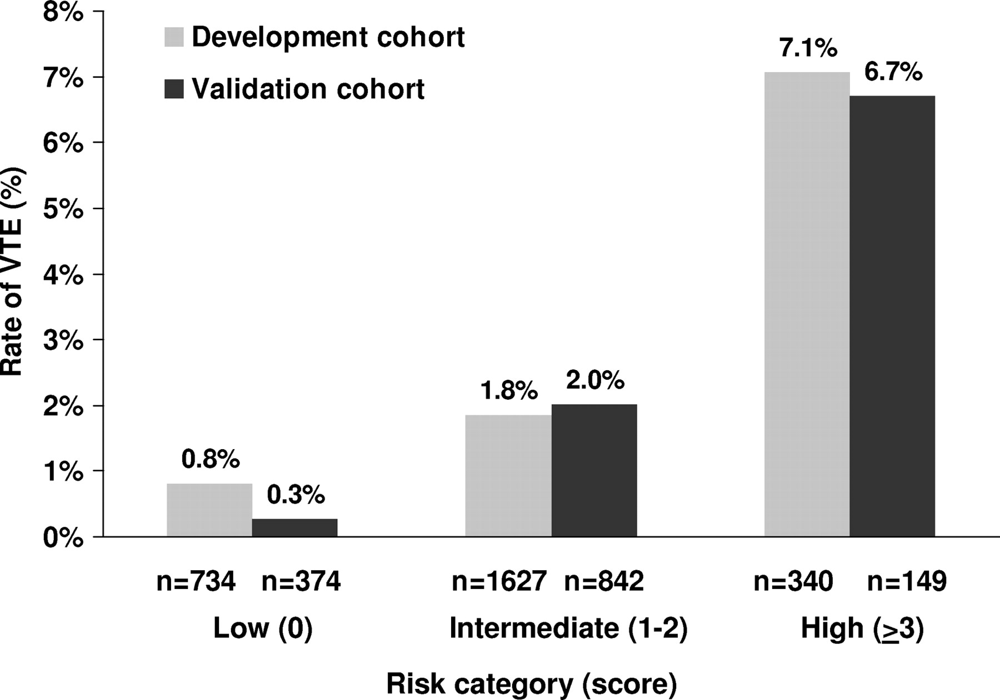 8%
7%
6%
5%
4%
3%
2%
1%
0%
Rate of VTE (%)
Development cohort
Validation cohort
0.8%
0.3%
1.8%
2.0%
7.1%
6.7%
n=734 n=374 n=1627 n=842 n=340 n=149
Low (0) Intermediate (1-2) High (≥3)
Risk category (score)